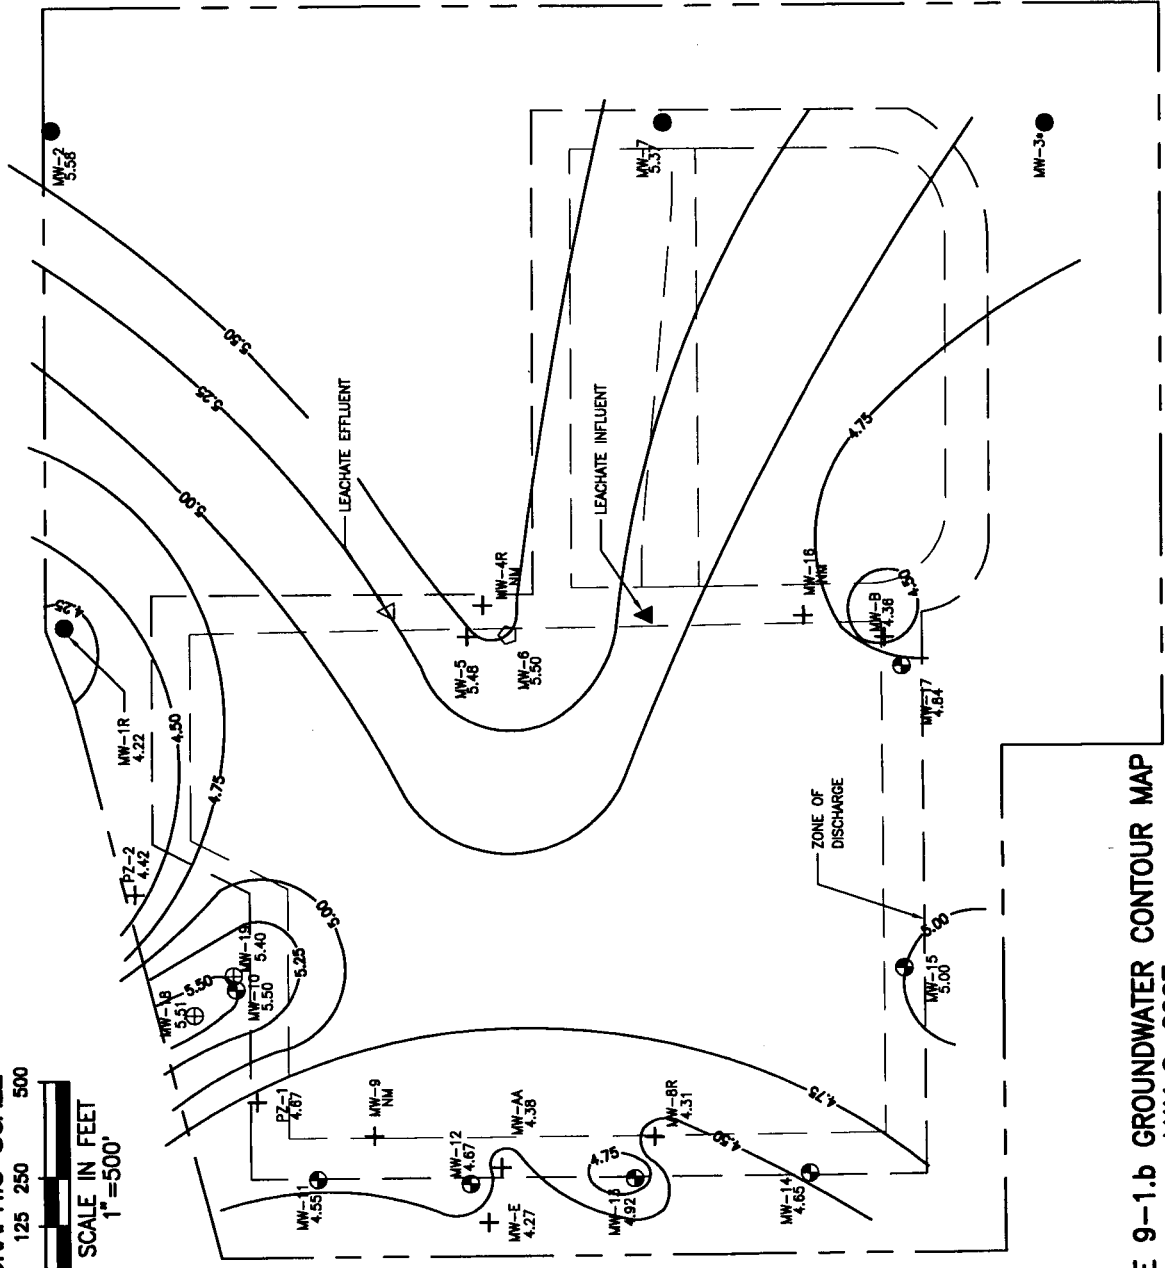 MW-2
5.58
5.50
5.25
5.00
LEACHATE EFFLUENT
LEACHATE INFLUENT
MW-7
5.37
MW-3*
4.75
4.25
MW-1R
4.22
4.50
4.75
PZ-2
4.42
MW-4R
NM
MW-5
5.48
MW-6
5.50
MW-16
NM
4.50
MW-B
4.36
MW-17
4.84
ZONE OF
DISCHARGE
5.00
MW-15
5.00
5.00
5.25
5.50
MW-19
5.40
MW-10
5.50
MW-18
5.51
PZ-1
4.67
MW-9
NM
MW-AA
4.38
MW-8R
4.31
4.75
4.50
MW-12
4.67
MW-11
4.55
MW-E
4.27
4.75
MW-13
4.92
MW-14
4.65
125 250 500
SCALE IN FEET
1"=500'
9-1.b GROUNDWATER CONTOUR MAP